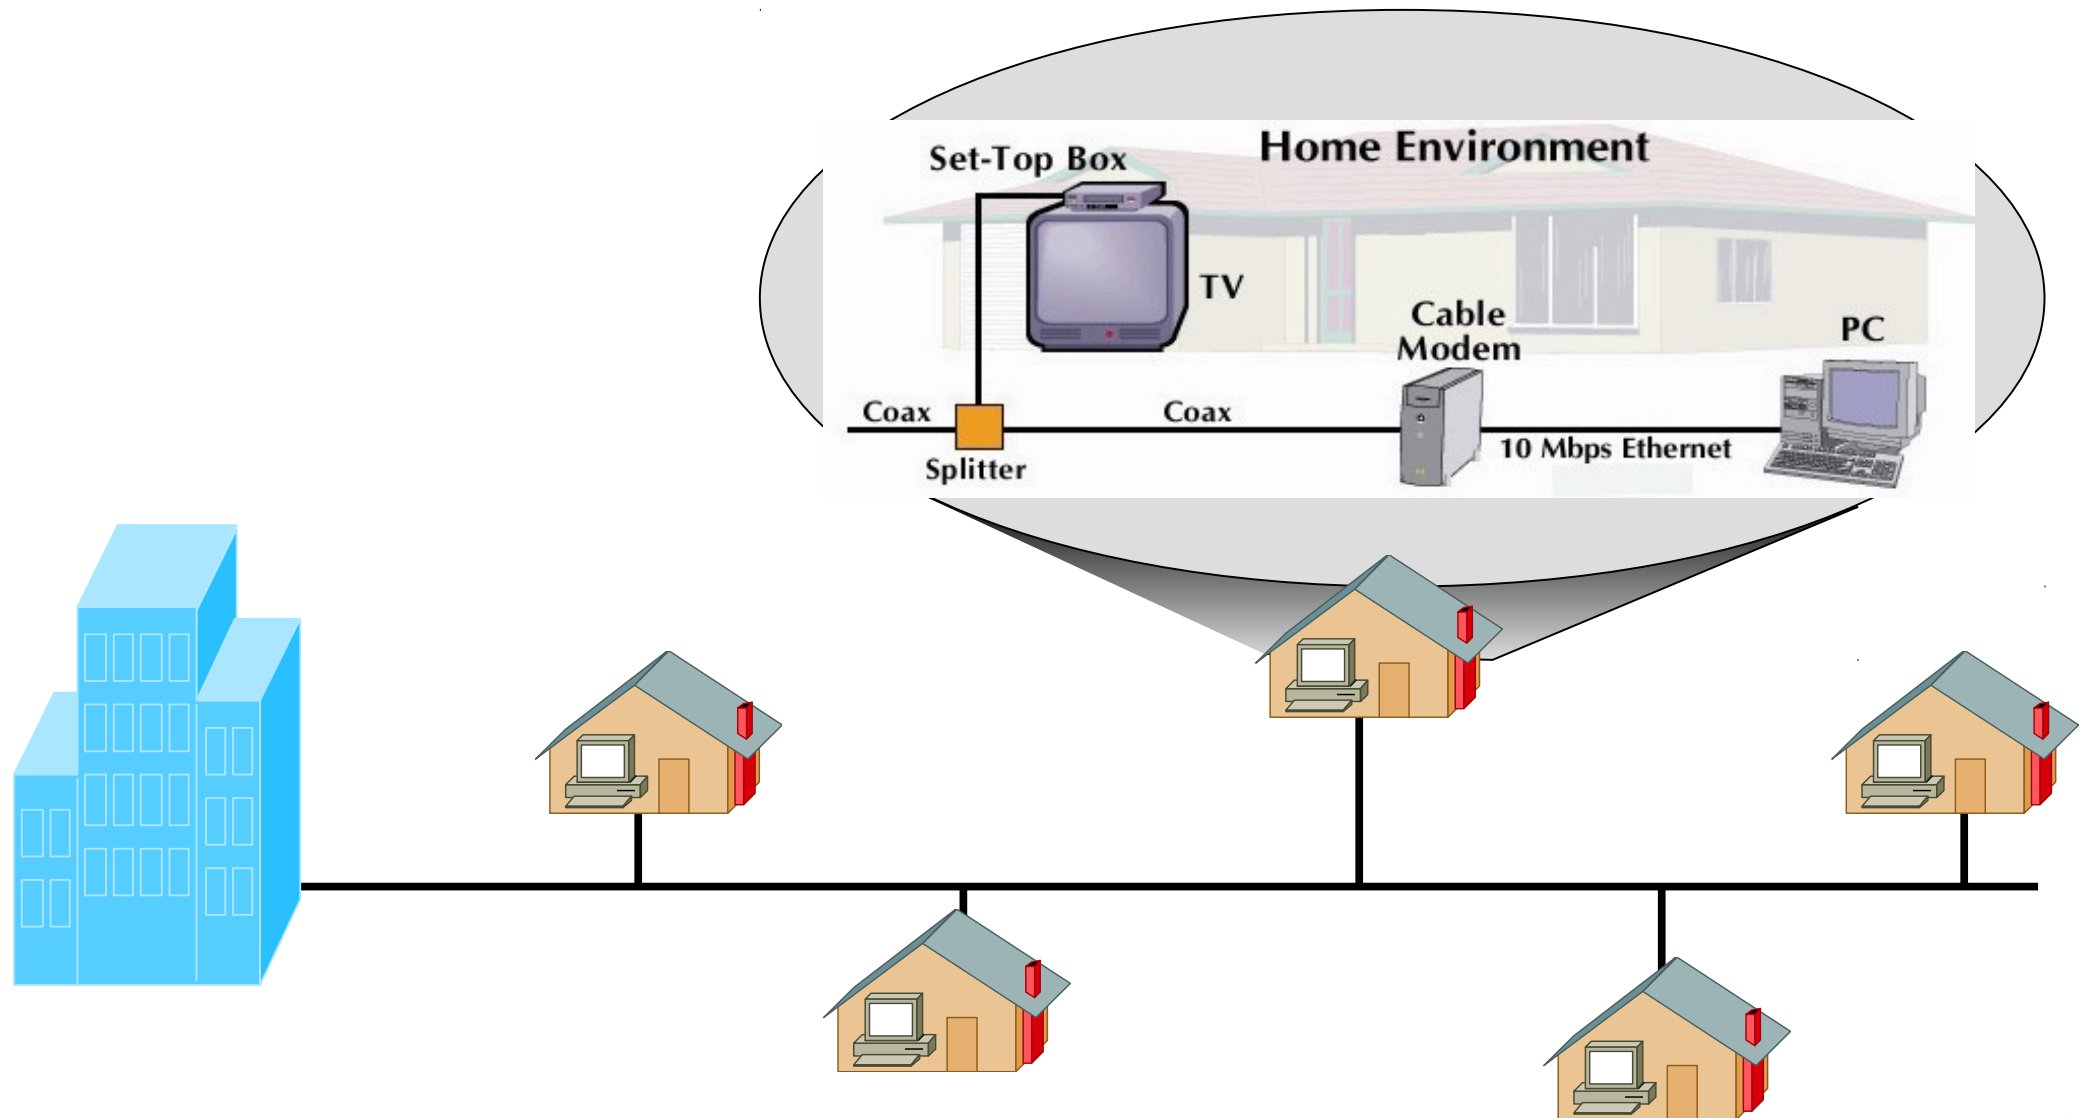 Home Environment
Set-Top Box
TV
Cable
Modem
PC
Coax
Coax
10 Mbps Ethernet
Splitter